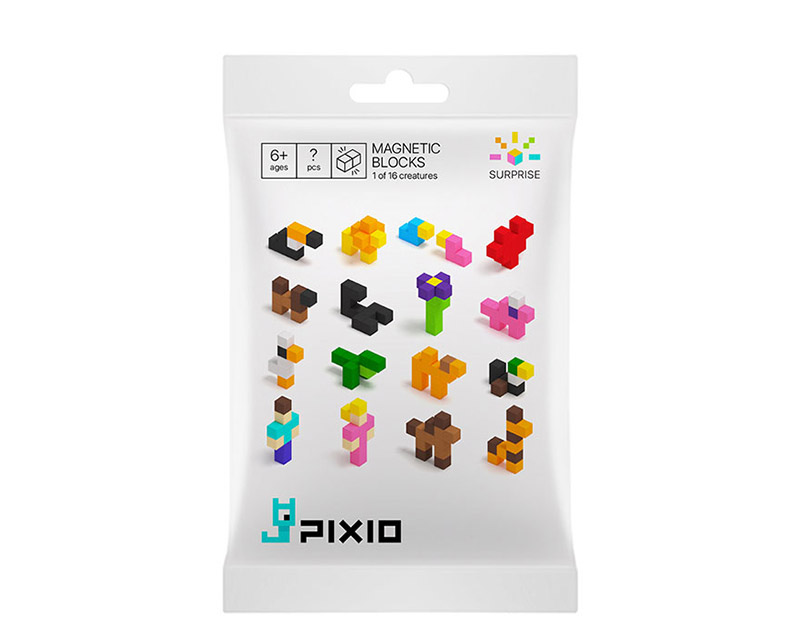 6+
ages
?
pcs
MAGNETIC
BLOCKS
1 of 16 creatures
SURPRISE
PIXIO